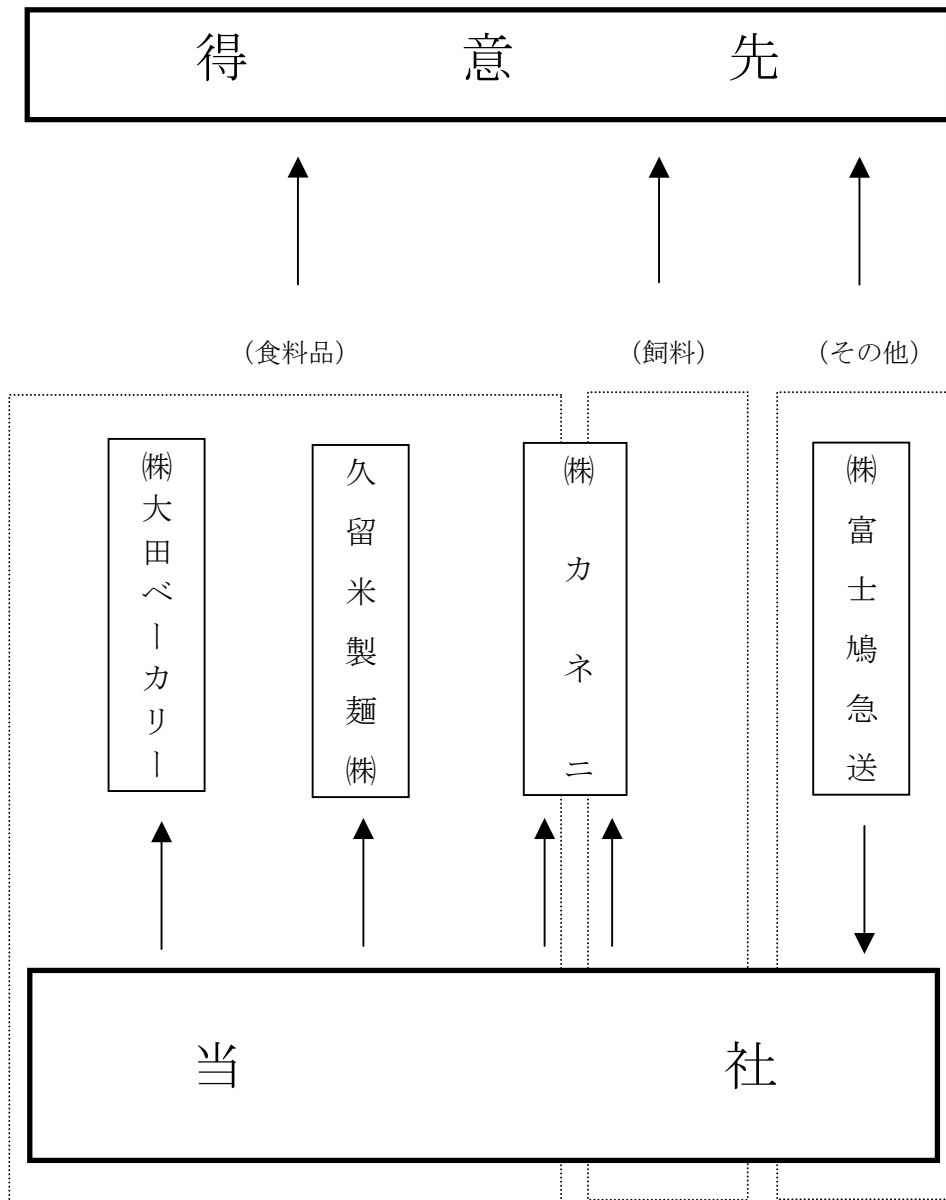 得意先
（食料品）
（飼料）
（その他）
㈱大田ベーカリー
久留米製麺㈱
㈱カネニ
㈱富士鳩急送
当社